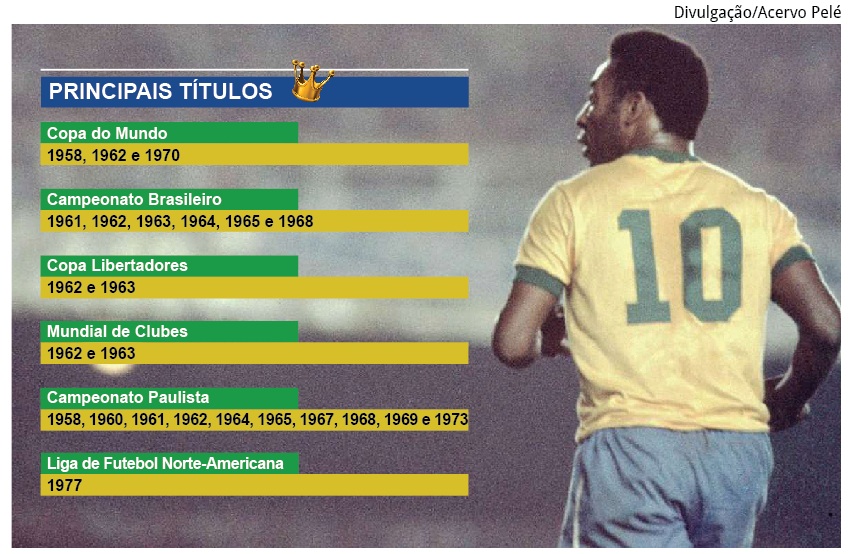 Divulgação/Acervo Pelé
PRINCIPAIS TÍTULOS
Copa do Mundo
1958, 1962 e 1970
Campeonato Brasileiro
1961, 1962, 1963, 1964, 1965 e 1968
Copa Libertadores
1962 e 1963
Mundial de Clubes
1962 e 1963
Campeonato Paulista
1958, 1960, 1961, 1962, 1964, 1965, 1967, 1968, 1969 e 1973
Liga de Futebol Norte-Americana
1977
10